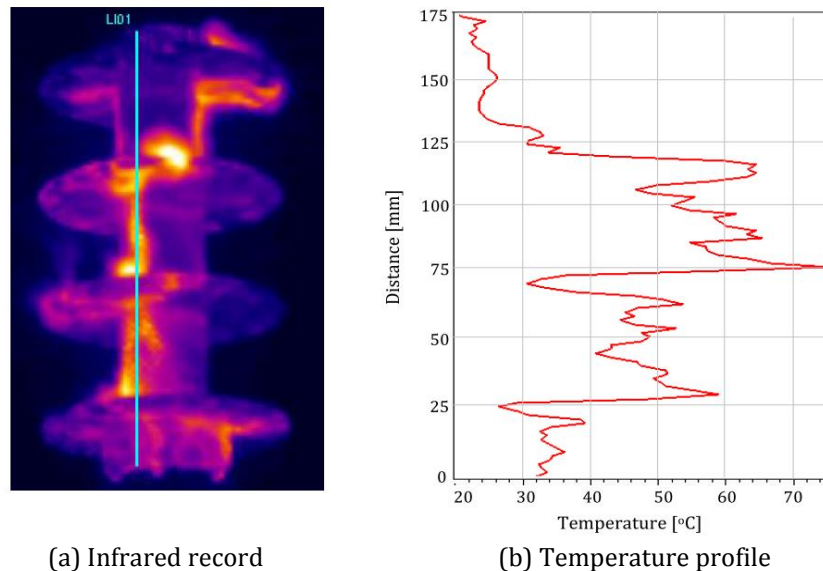 LI01
175
150
125
100
75
50
25
0
Distance [mm]
20 30 40 50 60 70
Temperature [ºC]
(a) Infrared record
(b) Temperature profile